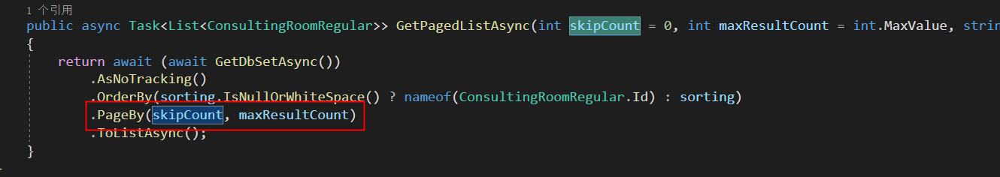 1 个引用
public async Task<List<ConsultingRoomRegular>> GetPagedListAsync(int skipCount = 0, int maxResultCount = int.MaxValue, strin
{
return await (await GetDbSetAsync())
.AsNoTracking()
.OrderBy(sorting.IsNullOrWhiteSpace() ? nameof(ConsultingRoomRegular.Id) : sorting)
.PageBy(skipCount, maxResultCount)
.ToListAsync();
}